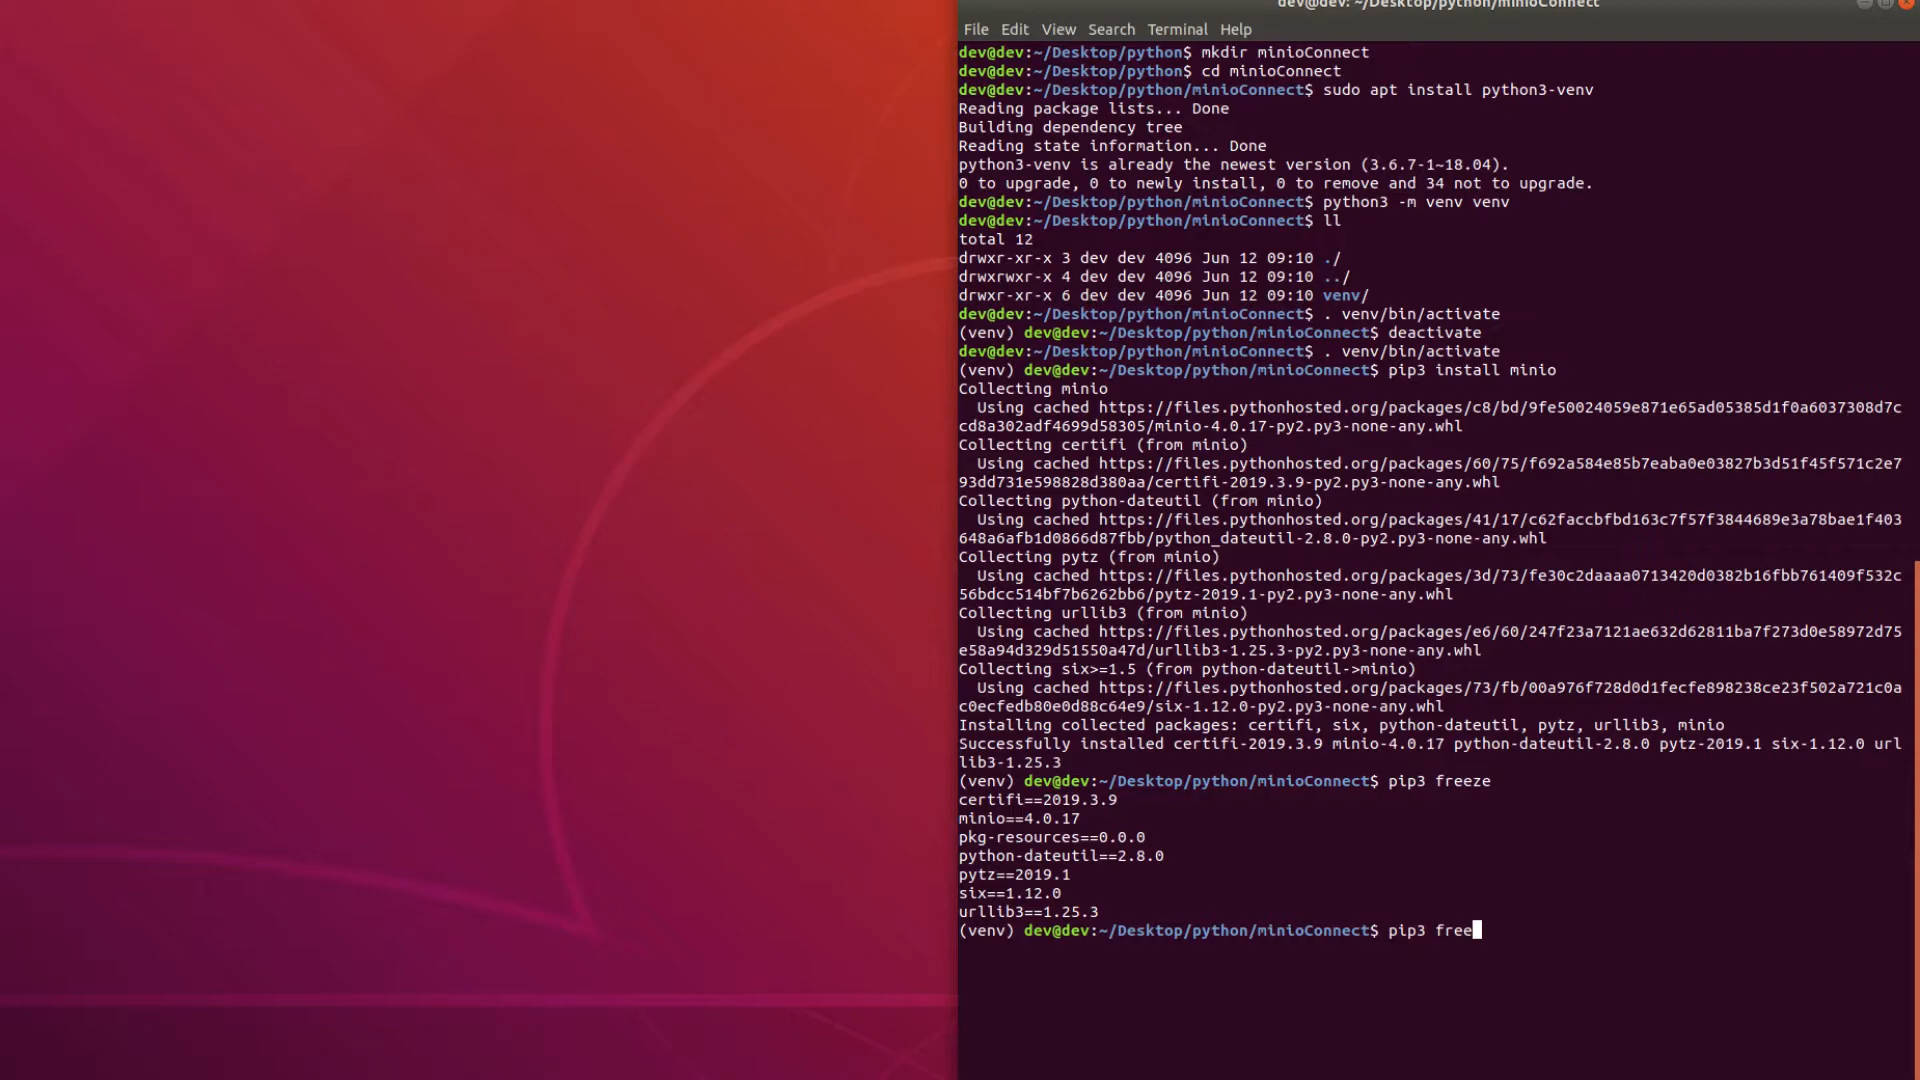 dev@dev: ~/Desktop/python/minioConnect
File Edit View Search Terminal Help
dev@dev:~/Desktop/python$ mkdir minioConnect
dev@dev:~/Desktop/python$ cd minioConnect
dev@dev:~/Desktop/python/minioConnect$ sudo apt install python3-venv
Reading package lists... Done
Building dependency tree
Reading state information... Done
python3-venv is already the newest version (3.6.7-1~18.04).
0 to upgrade, 0 to newly install, 0 to remove and 34 not to upgrade.
dev@dev:~/Desktop/python/minioConnect$ python3 -m venv venv
dev@dev:~/Desktop/python/minioConnect$ ll
total 12
drwxr-xr-x 3 dev dev 4096 Jun 12 09:10 ./
drwxrwxr-x 4 dev dev 4096 Jun 12 09:10 ../
drwxr-xr-x 6 dev dev 4096 Jun 12 09:10 venv/
dev@dev:~/Desktop/python/minioConnect$ . venv/bin/activate
(venv) dev@dev:~/Desktop/python/minioConnect$ deactivate
dev@dev:~/Desktop/python/minioConnect$ . venv/bin/activate
(venv) dev@dev:~/Desktop/python/minioConnect$ pip3 install minio
Collecting minio
  Using cached https://files.pythonhosted.org/packages/c8/bd/9fe50024059e871e65ad05385d1f0a6037308d7c
cd8a302adf4699d58305/minio-4.0.17-py2.py3-none-any.whl
Collecting certifi (from minio)
  Using cached https://files.pythonhosted.org/packages/60/75/f692a584e85b7eaba0e03827b3d51f45f571c2e7
93dd731e598828d380aa/certifi-2019.3.9-py2.py3-none-any.whl
Collecting python-dateutil (from minio)
  Using cached https://files.pythonhosted.org/packages/41/17/c62faccbfbd163c7f57f3844689e3a78bae1f403
648a6afb1d0866d87fbb/python_dateutil-2.8.0-py2.py3-none-any.whl
Collecting pytz (from minio)
  Using cached https://files.pythonhosted.org/packages/3d/73/fe30c2daaaa0713420d0382b16fbb761409f532c
56bdcc514bf7b6262bb6/pytz-2019.1-py2.py3-none-any.whl
Collecting urllib3 (from minio)
  Using cached https://files.pythonhosted.org/packages/e6/60/247f23a7121ae632d62811ba7f273d0e58972d75
e58a94d329d51550a47d/urllib3-1.25.3-py2.py3-none-any.whl
Collecting six>=1.5 (from python-dateutil->minio)
  Using cached https://files.pythonhosted.org/packages/73/fb/00a976f728d0d1fecfe898238ce23f502a721c0a
c0ecfedb80e0d88c64e9/six-1.12.0-py2.py3-none-any.whl
Installing collected packages: certifi, six, python-dateutil, pytz, urllib3, minio
Successfully installed certifi-2019.3.9 minio-4.0.17 python-dateutil-2.8.0 pytz-2019.1 six-1.12.0 url
lib3-1.25.3
(venv) dev@dev:~/Desktop/python/minioConnect$ pip3 freeze
certifi==2019.3.9
minio==4.0.17
pkg-resources==0.0.0
python-dateutil==2.8.0
pytz==2019.1
six==1.12.0
urllib3==1.25.3
(venv) dev@dev:~/Desktop/python/minioConnect$ pip3 free